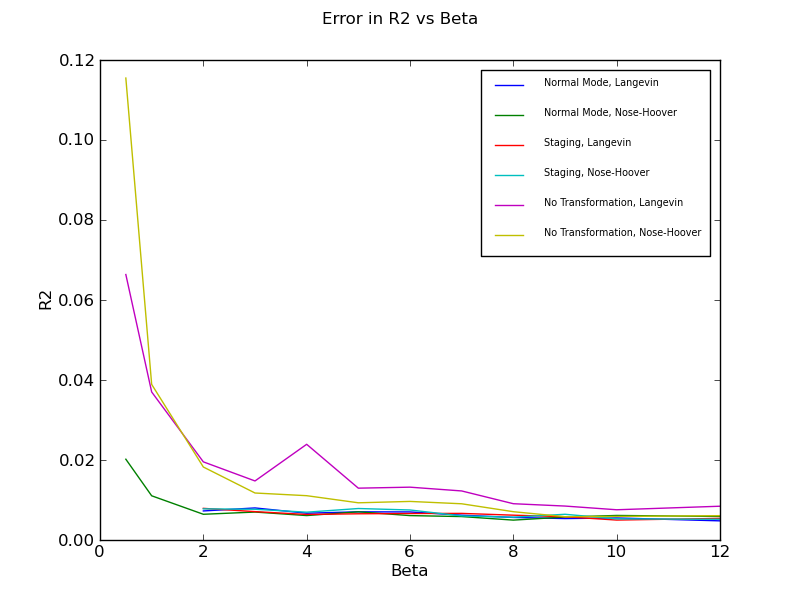 Error in R2 vs Beta
0.12
0.10
0.08
0.06
0.04
0.02
0.00
R2
Normal Mode, Langevin
Normal Mode, Nose-Hoover
Staging, Langevin
Staging, Nose-Hoover
No Transformation, Langevin
No Transformation, Nose-Hoover
0 2 4 6 8 10 12
Beta